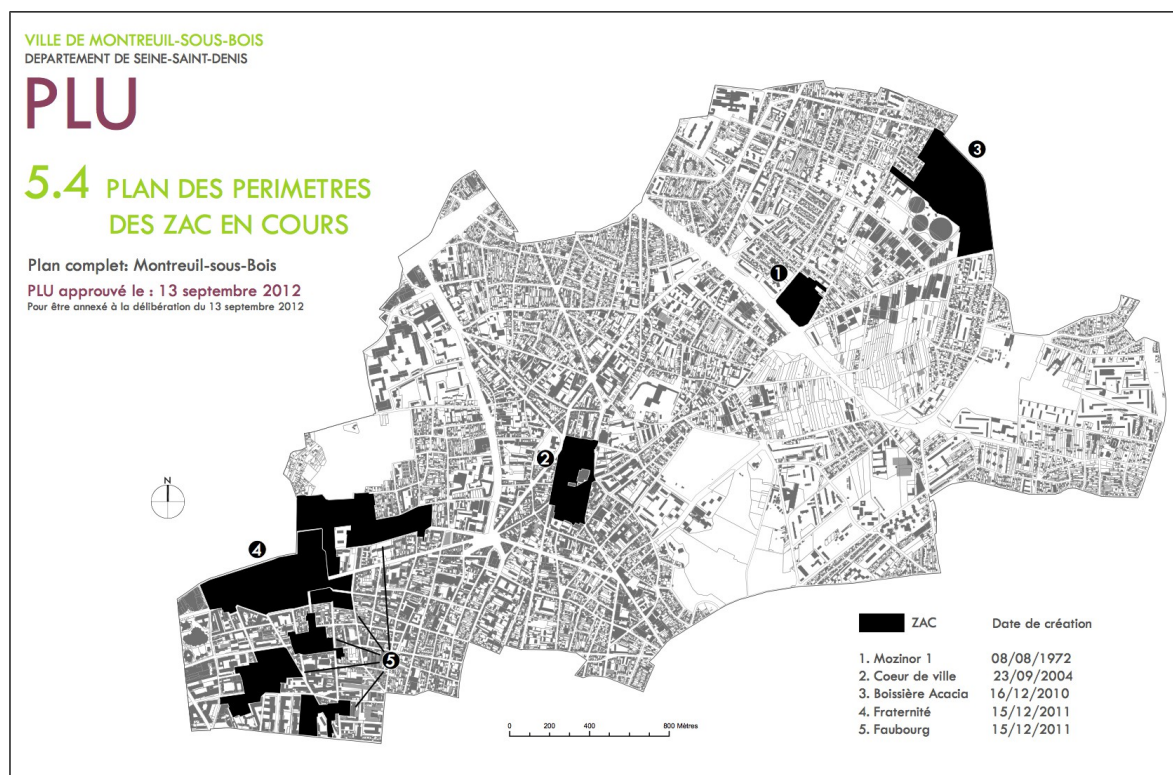 VILLE DE MONTREUIL-SOUS-BOIS
DEPARTEMENT DE SEINE-SAINT-DENIS
PLU
5.4 PLAN DES PERIMETRES
DES ZAC EN COURS
Plan complet: Montreuil-sous-Bois
PLU approuvé le : 13 septembre 2012
Pour être annexé à la délibération du 13 septembre 2012
3
1
2
N
4
5
ZAC Date de création
1. Mozinor 1 08/08/1972
2. Coeur de ville 23/09/2004
3. Boissière Acacia 16/12/2010
4. Fraternité 15/12/2011
5. Faubourg 15/12/2011
0 200 400 800 Mètres